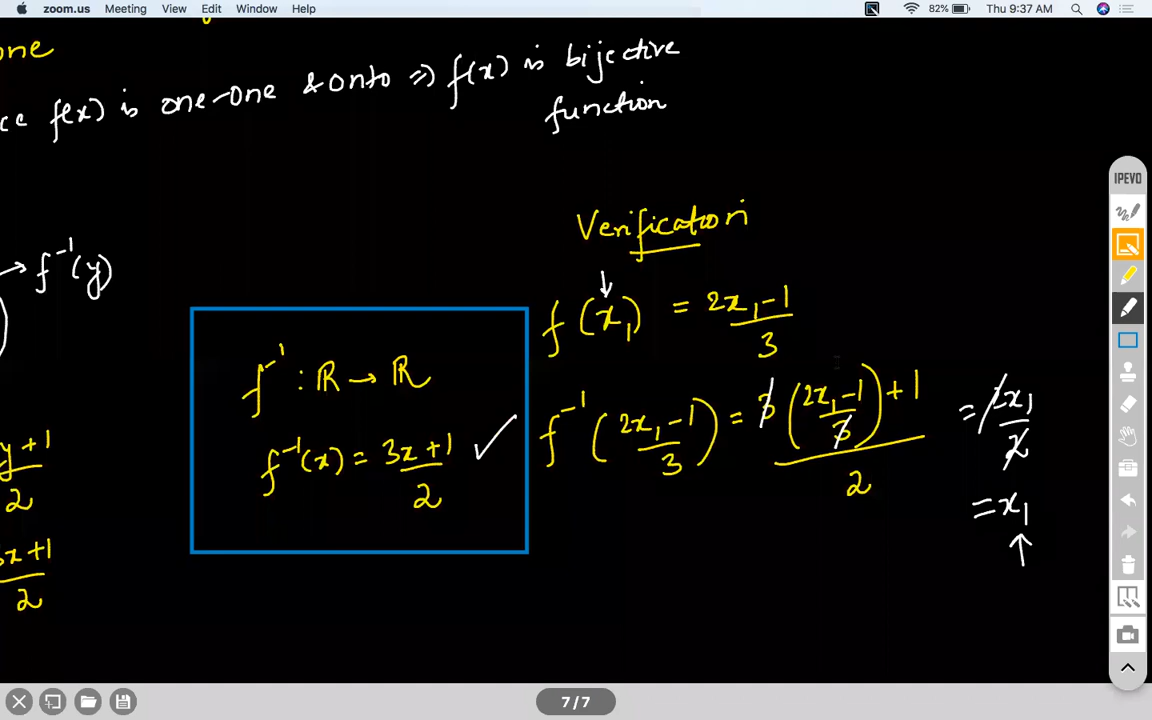 zoom.us Meeting View Edit Window Help 82% Thu 9:37 AM
one
ce f(x) is one-one & onto ⇒ f(x) is bijective
function
IPEVO
Verification
→ f⁻¹(y)
f(x₁) = (2x₁-1)/3
f⁻¹ : ℝ → ℝ
f⁻¹(x) = (3x+1)/2 ✓
f⁻¹((2x₁-1)/3) = (3((2x₁-1)/3)+1)/2 = 2x₁/2
= x₁
y+1
2
x+1
2
7/7